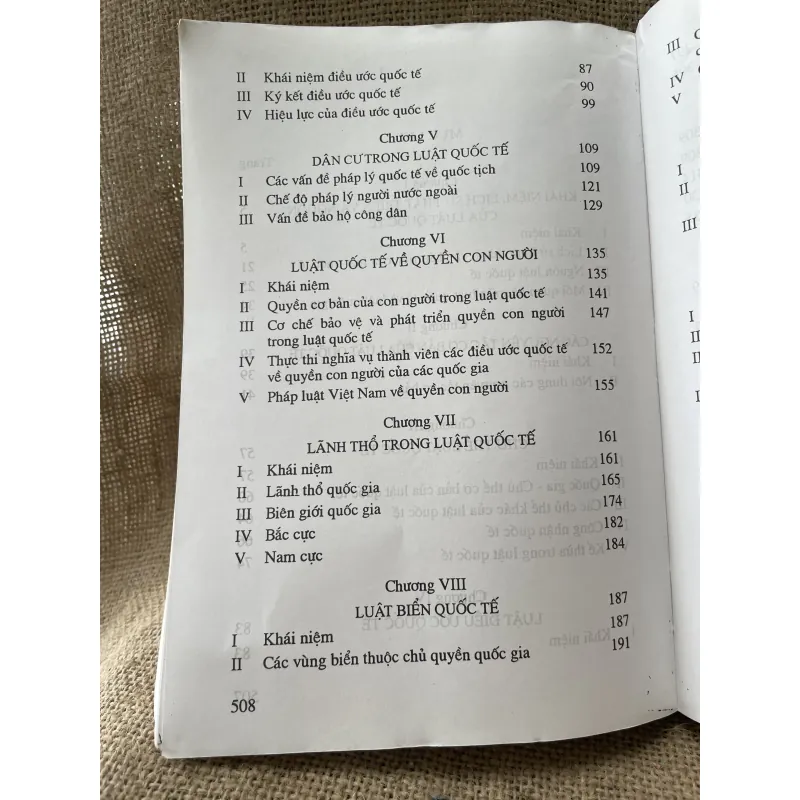 II Khái niệm điều ước quốc tế 87
III Ký kết điều ước quốc tế 90
IV Hiệu lực của điều ước quốc tế 99
Chương V
DÂN CƯ TRONG LUẬT QUỐC TẾ 109
I Các vấn đề pháp lý quốc tế về quốc tịch 109
II Chế độ pháp lý người nước ngoài 121
III Vấn đề bảo hộ công dân 129
Chương VI
LUẬT QUỐC TẾ VỀ QUYỀN CON NGƯỜI 135
I Khái niệm 135
II Quyền cơ bản của con người trong luật quốc tế 141
III Cơ chế bảo vệ và phát triển quyền con người 147
trong luật quốc tế
IV Thực thi nghĩa vụ thành viên các điều ước quốc tế 152
về quyền con người của các quốc gia
V Pháp luật Việt Nam về quyền con người 155
Chương VII
LÃNH THỔ TRONG LUẬT QUỐC TẾ 161
I Khái niệm 161
II Lãnh thổ quốc gia 165
III Biên giới quốc gia 174
IV Bắc cực 182
V Nam cực 184
Chương VIII
LUẬT BIỂN QUỐC TẾ 187
I Khái niệm 187
II Các vùng biển thuộc chủ quyền quốc gia 191
508
III
IV
V
I
II
III
I
II
II